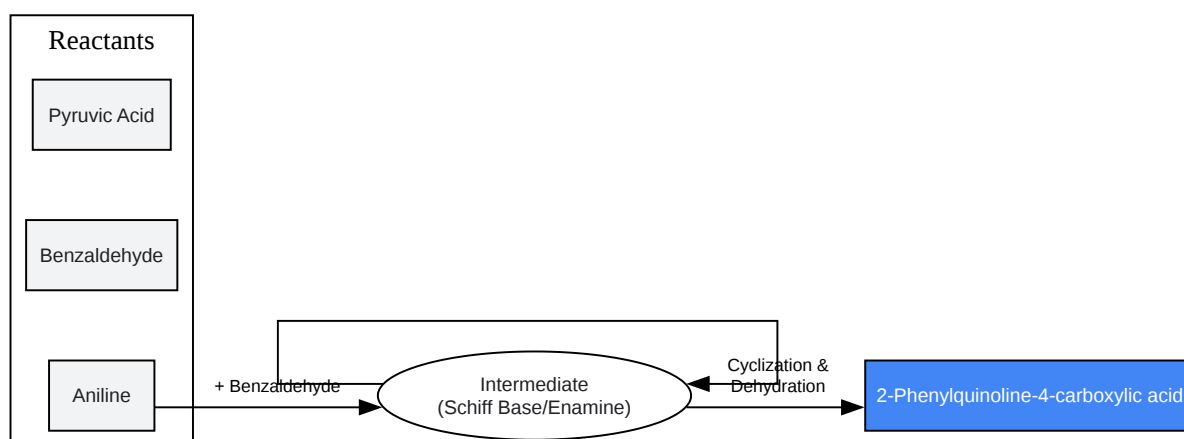 Reactants
Pyruvic Acid
Benzaldehyde
Aniline
+ Benzaldehyde
Intermediate
(Schiff Base/Enamine)
Cyclization &
Dehydration
2-Phenylquinoline-4-carboxylic acid